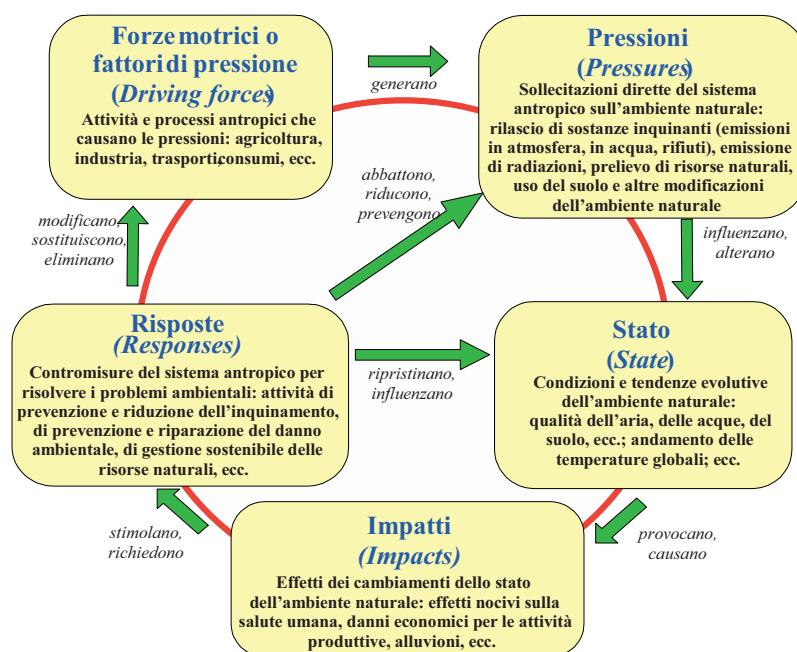 Forze motrici o
fattori di pressione
(Driving forces)
Attività e processi antropici che
causano le pressioni: agricoltura,
industria, trasporti,consumi, ecc.
generano
Pressioni
(Pressures)
Sollecitazioni dirette del sistema
antropico sull’ambiente naturale:
rilascio di sostanze inquinanti (emissioni
in atmosfera, in acqua, rifiuti), emissione
di radiazioni, prelievo di risorse naturali,
uso del suolo e altre modificazioni
dell’ambiente naturale
abbattono,
riducono,
prevengono
modificano,
sostituiscono,
eliminano
influenzano,
alterano
Risposte
(Responses)
Contromisure del sistema antropico per
risolvere i problemi ambientali: attività di
prevenzione e riduzione dell’inquinamento,
di prevenzione e riparazione del danno
ambientale, di gestione sostenibile delle
risorse naturali, ecc.
ripristinano,
influenzano
Stato
(State)
Condizioni e tendenze evolutive
dell’ambiente naturale:
qualità dell’aria, delle acque, del
suolo, ecc.; andamento delle
temperature globali; ecc.
stimolano,
richiedono
provocano,
causano
Impatti
(Impacts)
Effetti dei cambiamenti dello stato
dell’ambiente naturale: effetti nocivi sulla
salute umana, danni economici per le attività
produttive, alluvioni, ecc.